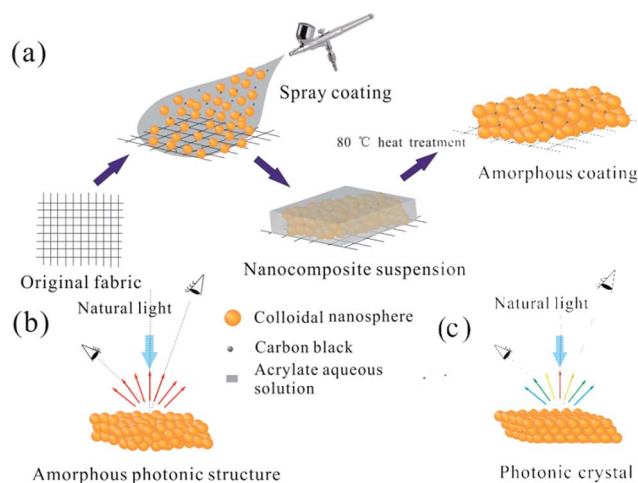 (a)
Spray coating
80 ℃ heat treatment
Amorphous coating
Original fabric
Nanocomposite suspension
(b)
Natural light
Colloidal nanosphere
Carbon black
Acrylate aqueous
solution
Amorphous photonic structure
(c)
Natural light
Photonic crystal